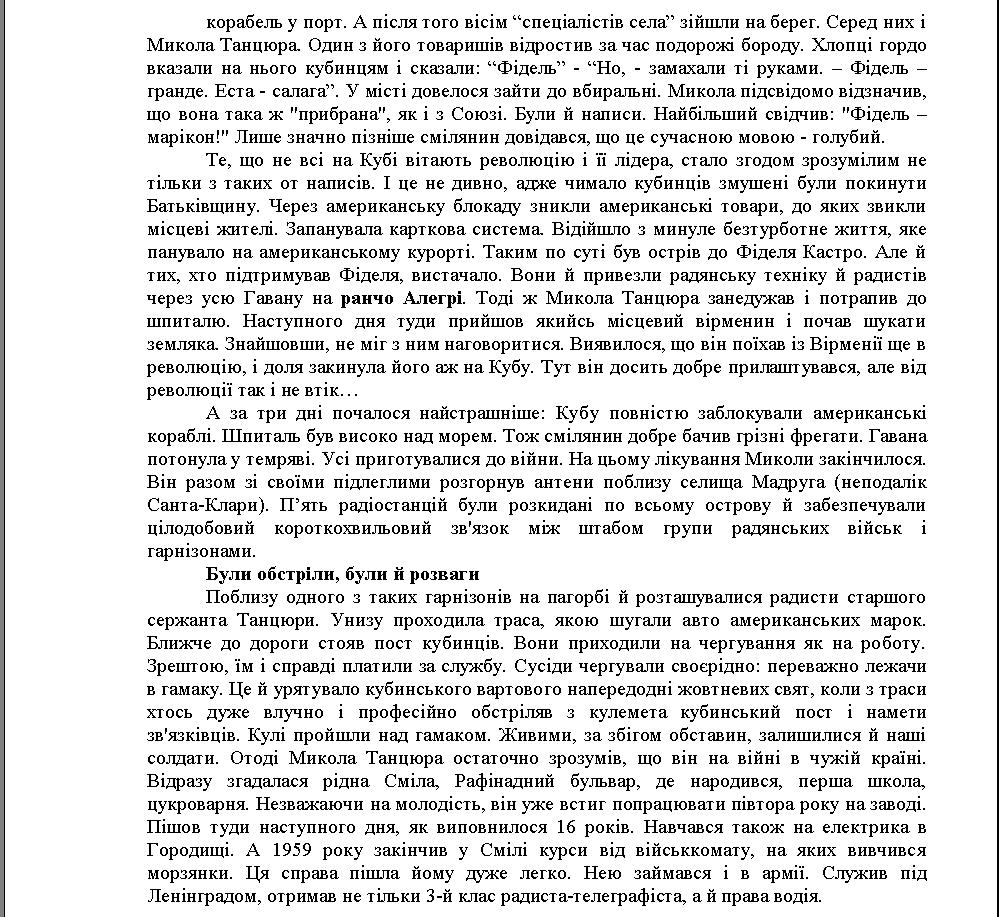 корабель у порт. А після того вісім “спеціалістів села” зійшли на берег. Серед них і
Микола Танцюра. Один з його товаришів відростив за час подорожі бороду. Хлопці гордо
вказали на нього кубинцям і сказали: “Фідель” - “Но, - замахали ті руками. – Фідель –
гранде. Еста - салага”. У місті довелося зайти до вбиральні. Микола підсвідомо відзначив,
що вона така ж "прибрана", як і з Союзі. Були й написи. Найбільший свідчив: "Фідель –
марікон!" Лише значно пізніше смілянин довідався, що це сучасною мовою - голубий.
Те, що не всі на Кубі вітають революцію і її лідера, стало згодом зрозумілим не
тільки з таких от написів. І це не дивно, адже чимало кубинців змушені були покинути
Батьківщину. Через американську блокаду зникли американські товари, до яких звикли
місцеві жителі. Запанувала карткова система. Відійшло з минуле безтурботне життя, яке
панувало на американському курорті. Таким по суті був острів до Фіделя Кастро. Але й
тих, хто підтримував Фіделя, вистачало. Вони й привезли радянську техніку й радистів
через усю Гавану на ранчо Алегрі. Тоді ж Микола Танцюра занедужав і потрапив до
шпиталю. Наступного дня туди прийшов якийсь місцевий вірменин і почав шукати
земляка. Знайшовши, не міг з ним наговоритися. Виявилося, що він поїхав із Вірменії ще в
революцію, і доля закинула його аж на Кубу. Тут він досить добре прилаштувався, але від
революції так і не втік…
А за три дні почалося найстрашніше: Кубу повністю заблокували американські
кораблі. Шпиталь був високо над морем. Тож смілянин добре бачив грізні фрегати. Гавана
потонула у темряві. Усі приготувалися до війни. На цьому лікування Миколи закінчилося.
Він разом зі своїми підлеглими розгорнув антени поблизу селища Мадруга (неподалік
Санта-Клари). П’ять радіостанцій були розкидані по всьому острову й забезпечували
цілодобовий короткохвильовий зв'язок між штабом групи радянських військ і
гарнізонами.
Були обстріли, були й розваги
Поблизу одного з таких гарнізонів на пагорбі й розташувалися радисти старшого
сержанта Танцюри. Унизу проходила траса, якою шугали авто американських марок.
Ближче до дороги стояв пост кубинців. Вони приходили на чергування як на роботу.
Зрештою, їм і справді платили за службу. Сусіди чергували своєрідно: переважно лежачи
в гамаку. Це й урятувало кубинського вартового напередодні жовтневих свят, коли з траси
хтось дуже влучно і професійно обстріляв з кулемета кубинський пост і намети
зв'язківців. Кулі пройшли над гамаком. Живими, за збігом обставин, залишилися й наші
солдати. Отоді Микола Танцюра остаточно зрозумів, що він на війні в чужій країні.
Відразу згадалася рідна Сміла, Рафінадний бульвар, де народився, перша школа,
цукроварня. Незважаючи на молодість, він уже встиг попрацювати півтора року на заводі.
Пішов туди наступного дня, як виповнилося 16 років. Навчався також на електрика в
Городищі. А 1959 року закінчив у Смілі курси від військкомату, на яких вивчився
морзянки. Ця справа пішла йому дуже легко. Нею займався і в армії. Служив під
Ленінградом, отримав не тільки 3-й клас радиста-телеграфіста, а й права водія.